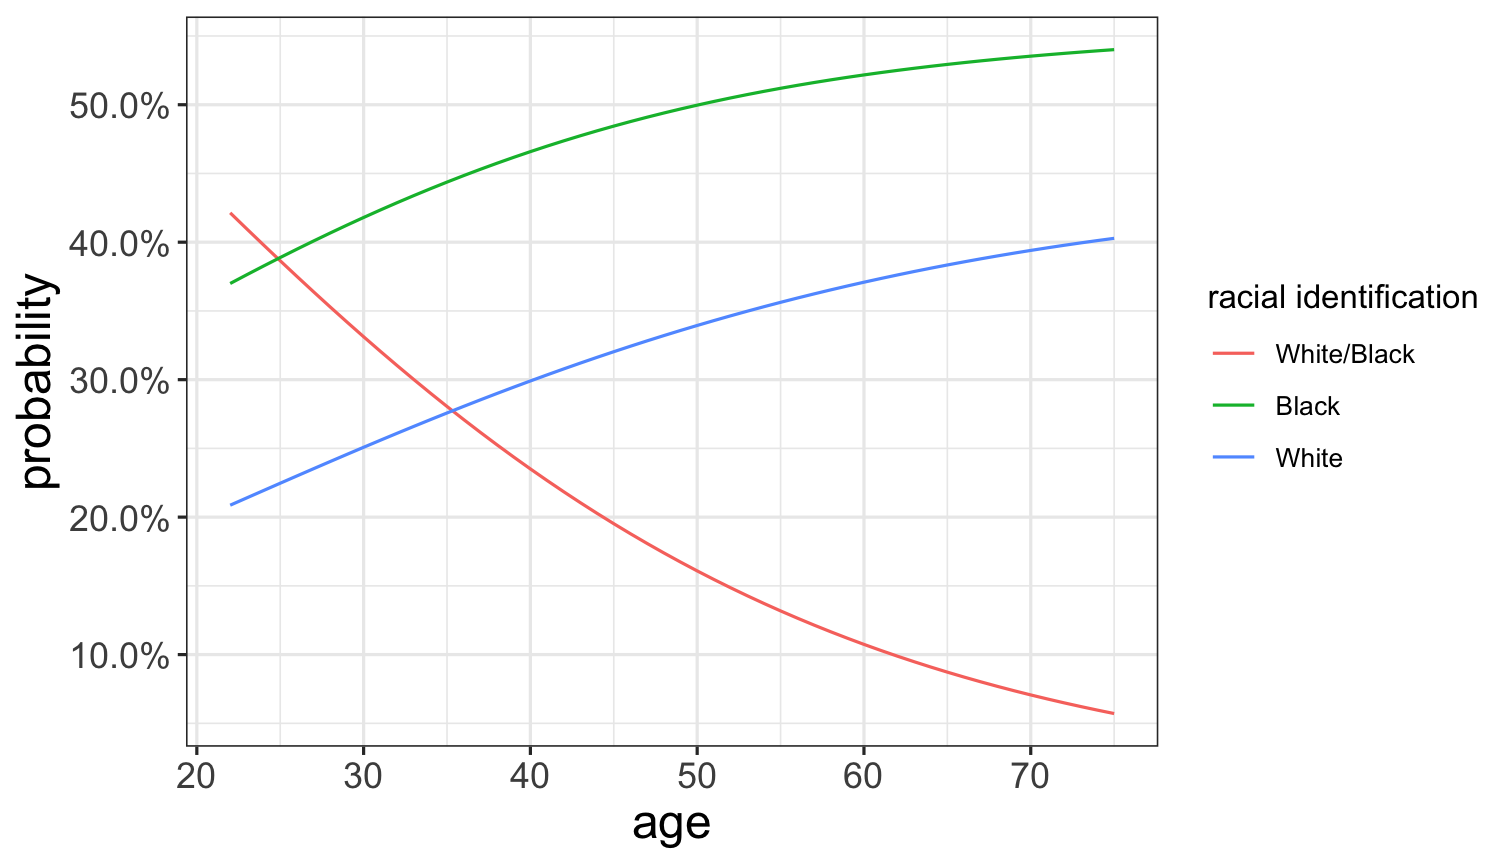 50.0%
40.0%
30.0%
20.0%
10.0%
probability
20 30 40 50 60 70
age
racial identification
White/Black
Black
White